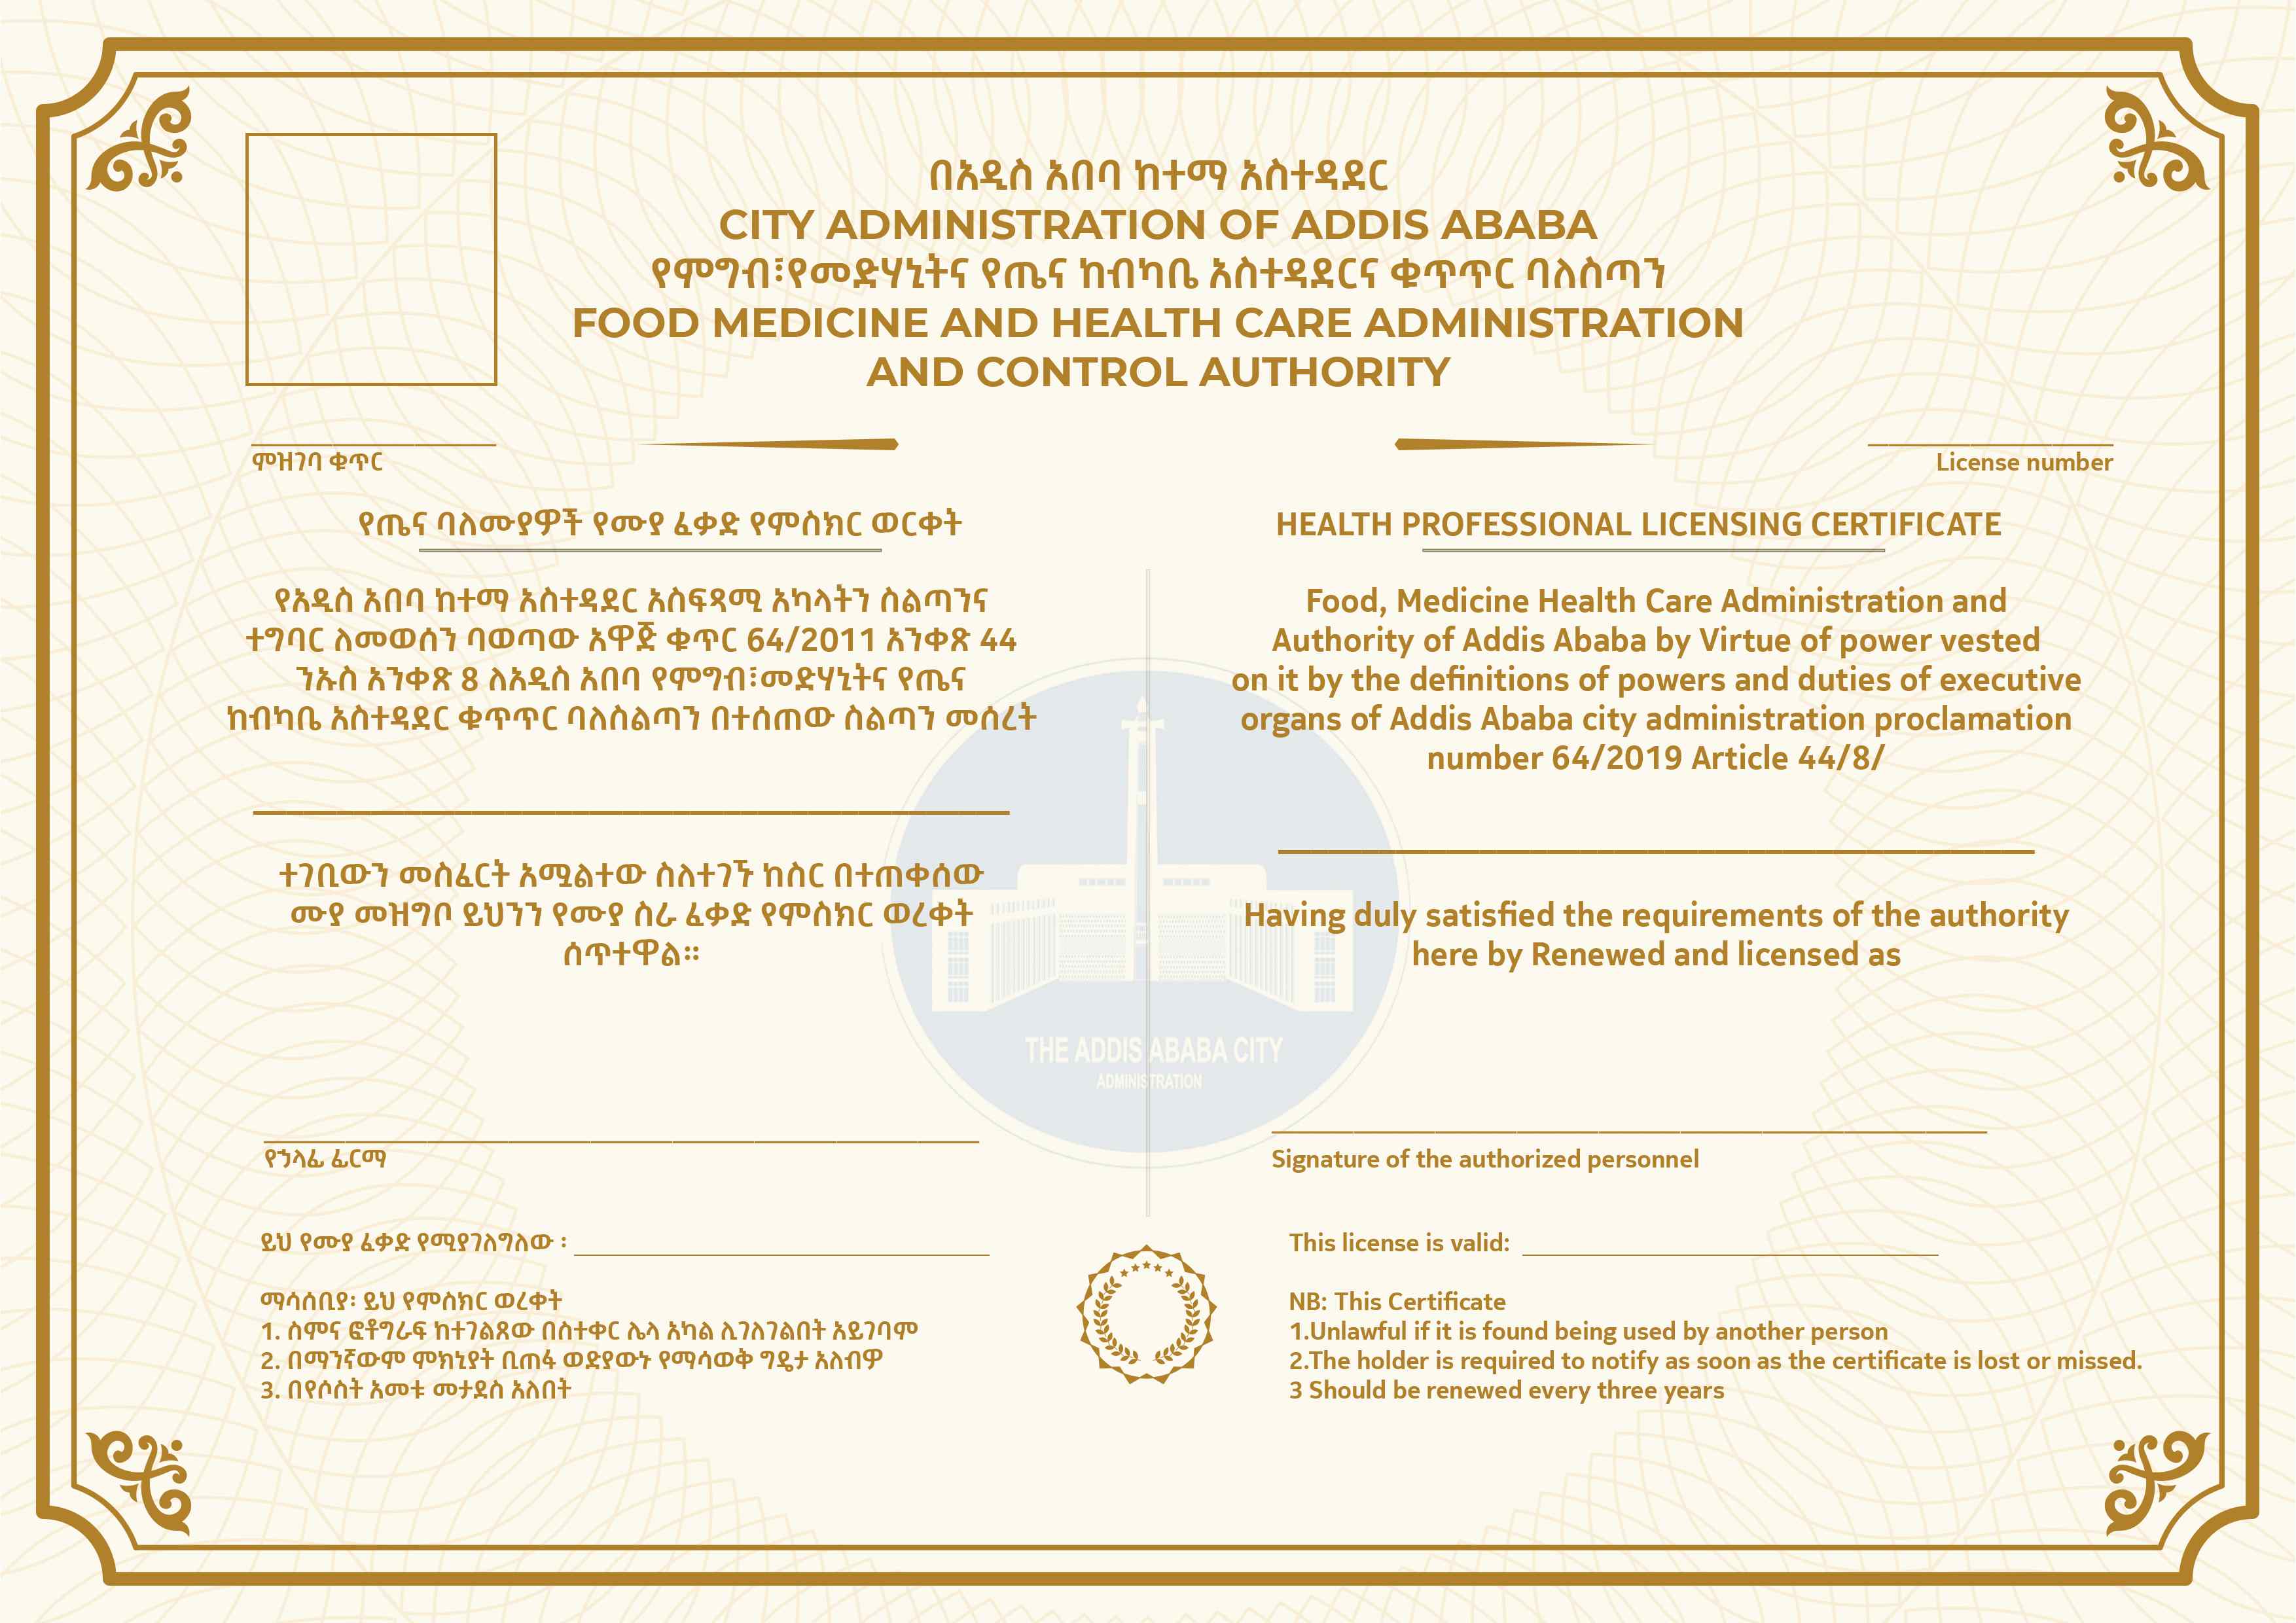 በአዲስ አበባ ከተማ አስተዳደር
CITY ADMINISTRATION OF ADDIS ABABA
የምግብ፣የመድሃኒትና የጤና ክብካቤ አስተዳደርና ቁጥጥር ባለስጣን
FOOD MEDICINE AND HEALTH CARE ADMINISTRATION
AND CONTROL AUTHORITY
ምዝገባ ቁጥር
License number
የጤና ባለሙያዎች የሙያ ፈቃድ የምስክር ወርቀት
የአዲስ አበባ ከተማ አስተዳደር አስፍጻሚ አካላትን ስልጣንና
ተግባር ለመወሰን ባወጣው አዋጅ ቁጥር 64/2011 አንቀጽ 44
ንኡስ አንቀጽ 8 ለአዲስ አበባ የምግብ፣መድሃኒትና የጤና
ክብካቤ አስተዳደር ቁጥጥር ባለስልጣን በተሰጠው ስልጣን መሰረት
ተገቢውን መስፈርት አሟልተው ስለተገኙ ከስር በተጠቀሰው
ሙያ መዝግቦ ይህንን የሙያ ስራ ፈቃድ የምስክር ወረቀት
ሰጥተዋል።
የኃላፊ ፊርማ
ይህ የሙያ ፈቃድ የሚያገለግለው ፡
ማሳሰቢያ፡ ይህ የምስክር ወረቀት
1. ስምና ፎቶግራፍ ከተገልጸው በስተቀር ሌላ አካል ሊገለገልበት አይገባም
2. በማንኛውም ምክኒያት ቢጠፋ ወድያውኑ የማሳወቅ ግዴታ አለብዎ
3. በየሶስት አመቱ መታደስ አለበት
HEALTH PROFESSIONAL LICENSING CERTIFICATE
Food, Medicine Health Care Administration and
Authority of Addis Ababa by Virtue of power vested
on it by the definitions of powers and duties of executive
organs of Addis Ababa city administration proclamation
number 64/2019 Article 44/8/
Having duly satisfied the requirements of the authority
here by Renewed and licensed as
Signature of the authorized personnel
This license is valid:
NB: This Certificate
1.Unlawful if it is found being used by another person
2.The holder is required to notify as soon as the certificate is lost or missed.
3 Should be renewed every three years
THE ADDIS ABABA CITY
ADMINISTRATION